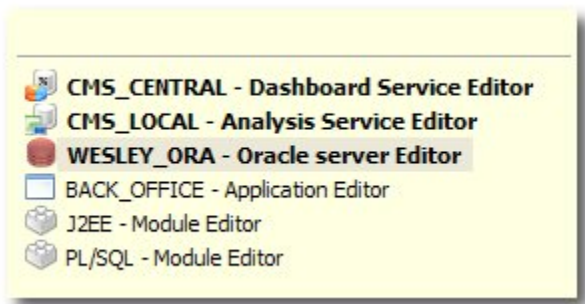 CMS_CENTRAL - Dashboard Service Editor
CMS_LOCAL - Analysis Service Editor
WESLEY_ORA - Oracle server Editor
BACK_OFFICE - Application Editor
J2EE - Module Editor
PL/SQL - Module Editor